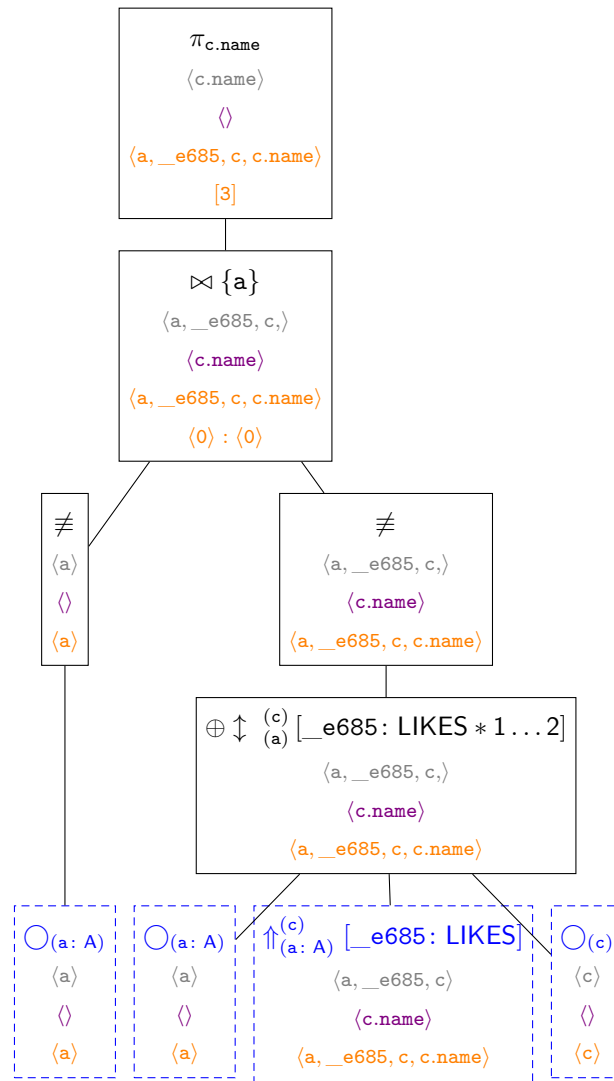 π c.name
⟨c.name⟩
⟨⟩
⟨a, __e685, c, c.name⟩
[3]
⋈ {a}
⟨a, __e685, c,⟩
⟨c.name⟩
⟨a, __e685, c, c.name⟩
⟨0⟩ : ⟨0⟩
≢
⟨a⟩
⟨⟩
⟨a⟩
≢
⟨a, __e685, c,⟩
⟨c.name⟩
⟨a, __e685, c, c.name⟩
⊕ ↕ (c) (a) [__e685: LIKES * 1 … 2]
⟨a, __e685, c,⟩
⟨c.name⟩
⟨a, __e685, c, c.name⟩
◯(a: A)
⟨a⟩
⟨⟩
⟨a⟩
◯(a: A)
⟨a⟩
⟨⟩
⟨a⟩
⇑ (c) (a: A) [__e685: LIKES]
⟨a, __e685, c⟩
⟨c.name⟩
⟨a, __e685, c, c.name⟩
◯(c)
⟨c⟩
⟨⟩
⟨c⟩